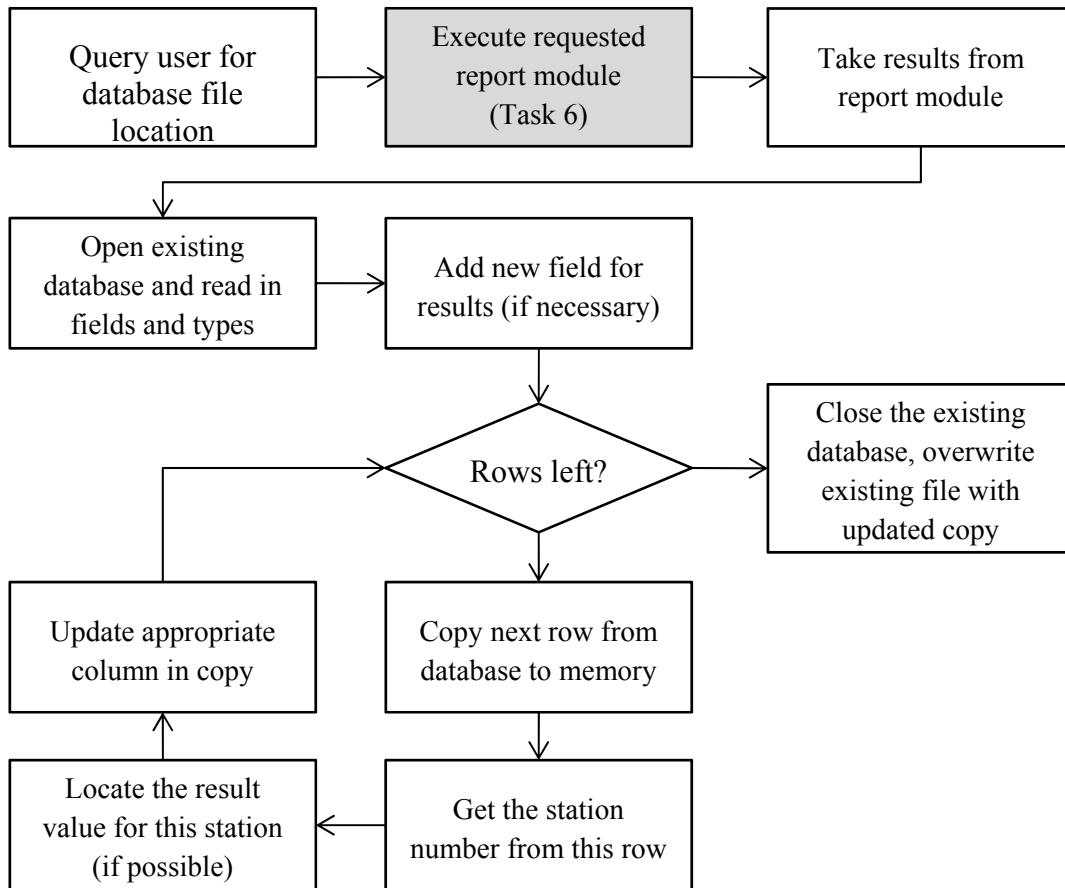 Query user for
database file
location
Execute requested
report module
(Task 6)
Take results from
report module
Open existing
database and read in
fields and types
Add new field for
results (if necessary)
Rows left?
Close the existing
database, overwrite
existing file with
updated copy
Copy next row from
database to memory
Get the station
number from this row
Locate the result
value for this station
(if possible)
Update appropriate
column in copy